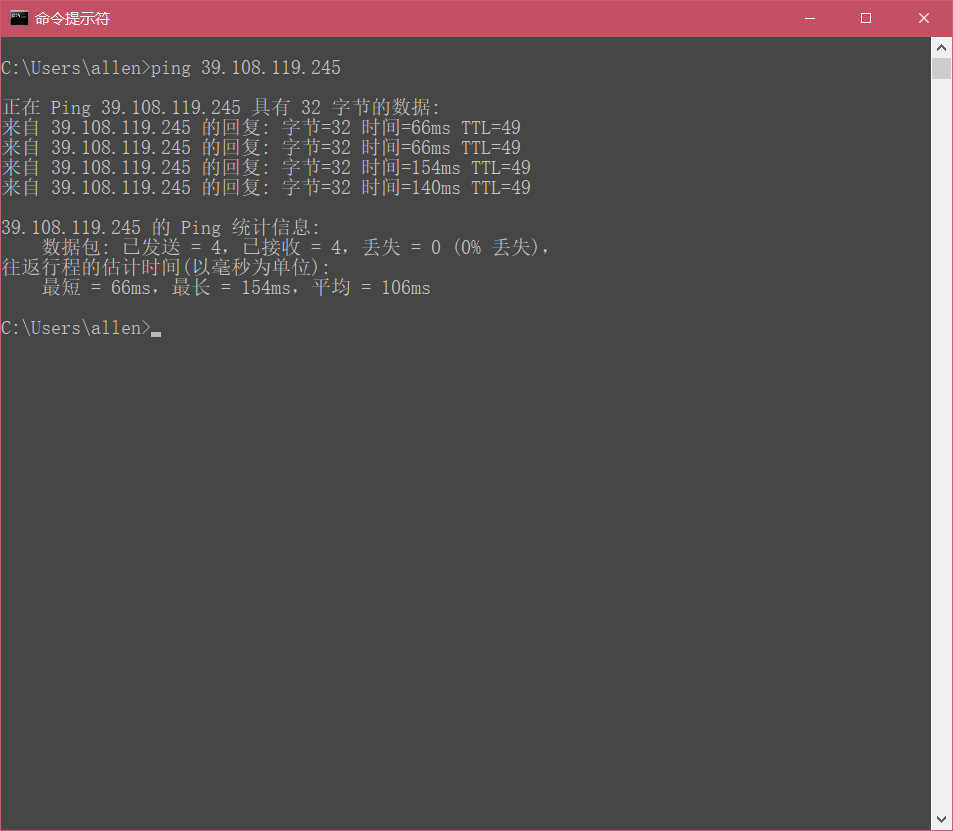 命令提示符
C:\Users\allen>ping 39.108.119.245
正在 Ping 39.108.119.245 具有 32 字节的数据:
来自 39.108.119.245 的回复: 字节=32 时间=66ms TTL=49
来自 39.108.119.245 的回复: 字节=32 时间=66ms TTL=49
来自 39.108.119.245 的回复: 字节=32 时间=154ms TTL=49
来自 39.108.119.245 的回复: 字节=32 时间=140ms TTL=49
39.108.119.245 的 Ping 统计信息:
数据包: 已发送 = 4，已接收 = 4，丢失 = 0 (0% 丢失)，
往返行程的估计时间(以毫秒为单位):
最短 = 66ms，最长 = 154ms，平均 = 106ms
C:\Users\allen>